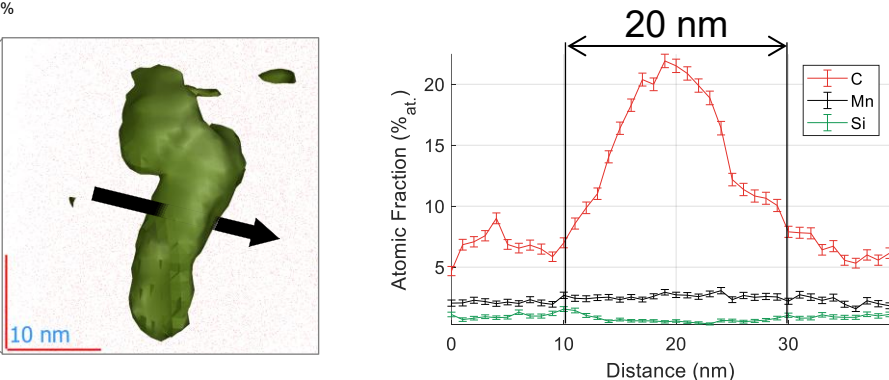 %
10 nm
20 nm
Atomic Fraction (%at.)
20
15
10
5
C
Mn
Si
0
10
20
30
Distance (nm)